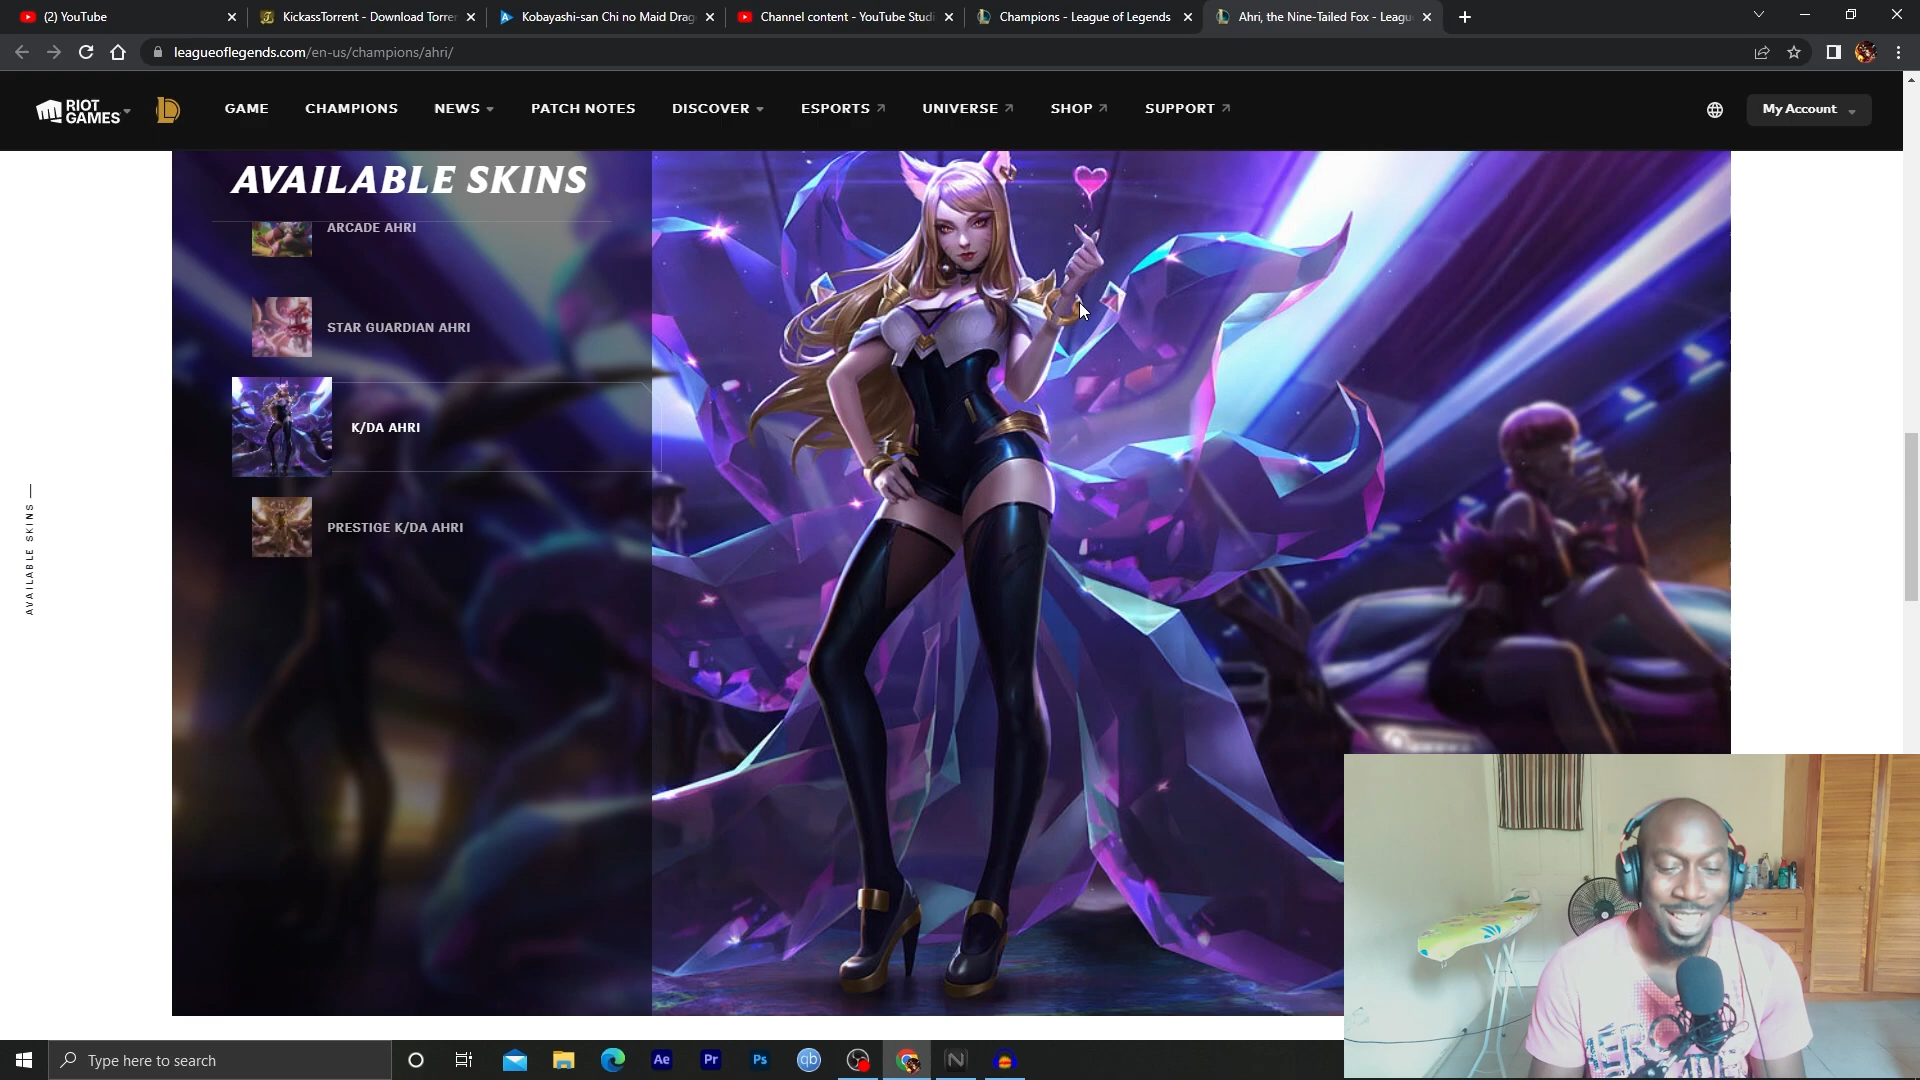 (2) YouTube
KickassTorrent - Download Torren
Kobayashi-san Chi no Maid Drag
Channel content - YouTube Studi
Champions - League of Legends
Ahri, the Nine-Tailed Fox - Leagu
leagueoflegends.com/en-us/champions/ahri/
RIOT GAMES
GAME
CHAMPIONS
NEWS
PATCH NOTES
DISCOVER
ESPORTS
UNIVERSE
SHOP
SUPPORT
My Account
AVAILABLE SKINS
ARCADE AHRI
STAR GUARDIAN AHRI
K/DA AHRI
PRESTIGE K/DA AHRI
AVAILABLE SKINS
Type here to search
Ae
Pr
Ps
qb
N